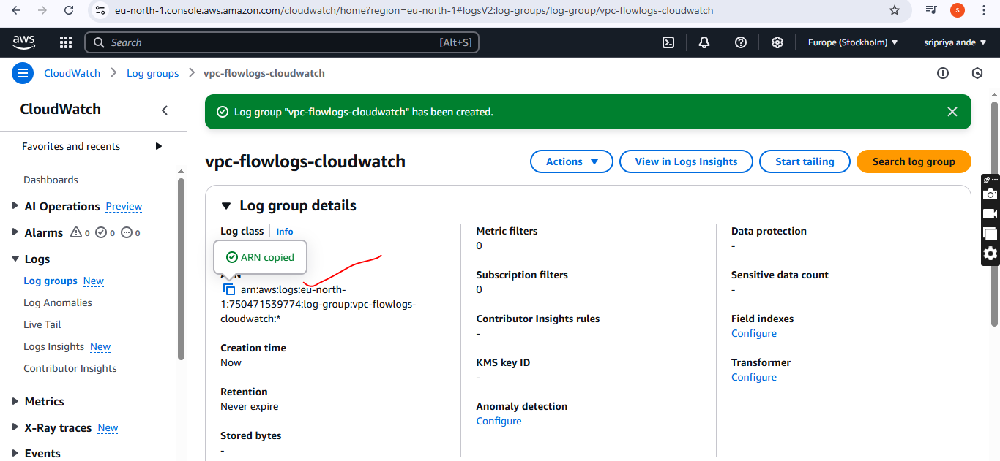 eu-north-1.console.aws.amazon.com/cloudwatch/home?region=eu-north-1#logsV2:log-groups/log-group/vpc-flowlogs-cloudwatch
s
aws
Search
[Alt+S]
Europe (Stockholm)
sripriya ande
CloudWatch
Log groups
vpc-flowlogs-cloudwatch
CloudWatch
Favorites and recents
Dashboards
AI Operations Preview
Alarms 0 0 0
Logs
Log groups New
Log Anomalies
Live Tail
Logs Insights New
Contributor Insights
Metrics
X-Ray traces New
Events
Log group "vpc-flowlogs-cloudwatch" has been created.
vpc-flowlogs-cloudwatch
Actions
View in Logs Insights
Start tailing
Search log group
Log group details
Log class Info
ARN copied
arn:aws:logs:eu-north-
1:750471539774:log-group:vpc-flowlogs-
cloudwatch:*
Creation time
Now
Retention
Never expire
Stored bytes
-
Metric filters
0
Subscription filters
0
Contributor Insights rules
-
KMS key ID
-
Anomaly detection
Configure
Data protection
-
Sensitive data count
-
Field indexes
Configure
Transformer
Configure